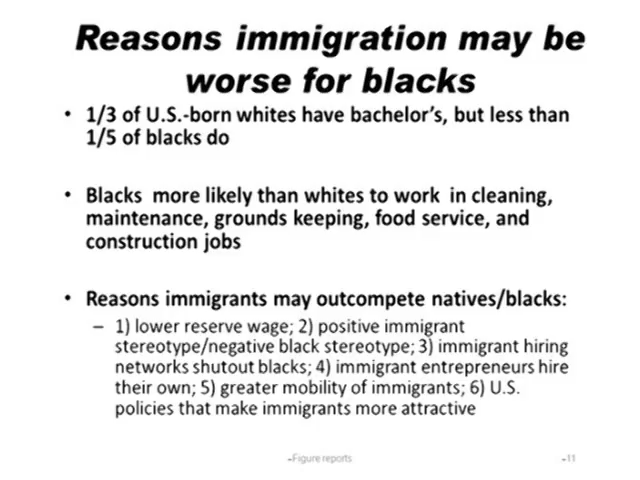 Reasons immigration may be
worse for blacks
• 1/3 of U.S.-born whites have bachelor's, but less than
1/5 of blacks do
• Blacks more likely than whites to work in cleaning,
maintenance, grounds keeping, food service, and
construction jobs
• Reasons immigrants may outcompete natives/blacks:
– 1) lower reserve wage; 2) positive immigrant
stereotype/negative black stereotype; 3) immigrant hiring
networks shutout blacks; 4) immigrant entrepreneurs hire
their own; 5) greater mobility of immigrants; 6) U.S.
policies that make immigrants more attractive
-Figure reports
-11